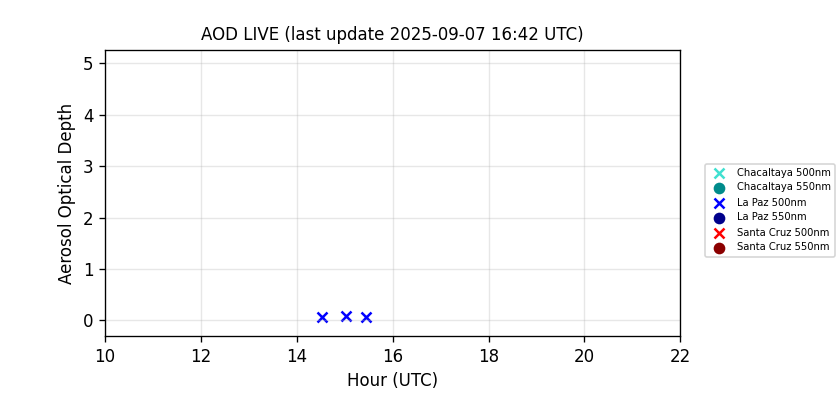 AOD LIVE (last update 2025-09-07 16:42 UTC)
Aerosol Optical Depth
5
4
3
2
1
0
10 12 14 16 18 20 22
Hour (UTC)
Chacaltaya 500nm
Chacaltaya 550nm
La Paz 500nm
La Paz 550nm
Santa Cruz 500nm
Santa Cruz 550nm